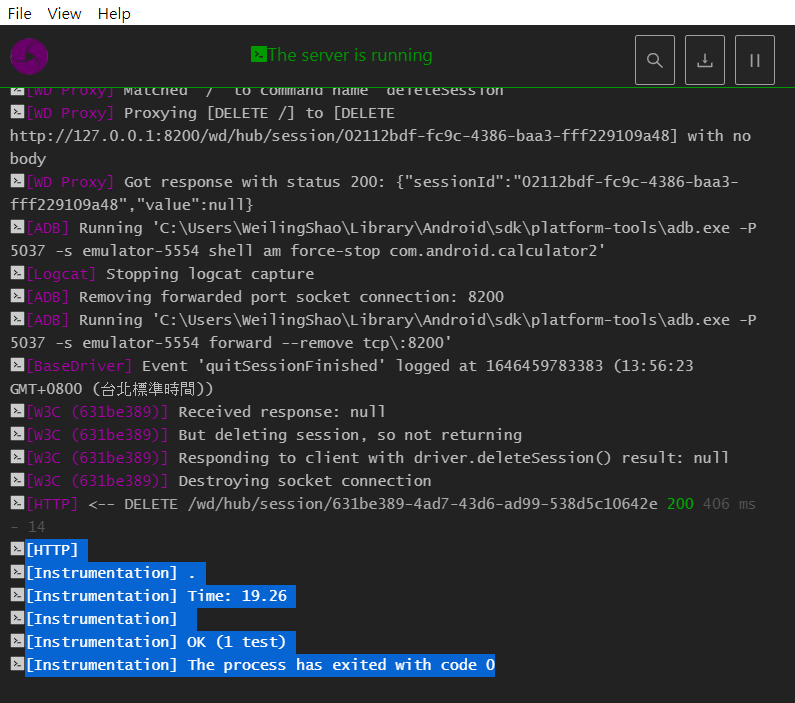 File View Help
The server is running
[WD Proxy] Matched '/' to command name 'deleteSession'
[WD Proxy] Proxying [DELETE /] to [DELETE
http://127.0.0.1:8200/wd/hub/session/02112bdf-fc9c-4386-baa3-fff229109a48] with no
body
[WD Proxy] Got response with status 200: {"sessionId":"02112bdf-fc9c-4386-baa3-
fff229109a48","value":null}
[ADB] Running 'C:\Users\WeilingShao\Library\Android\sdk\platform-tools\adb.exe -P
5037 -s emulator-5554 shell am force-stop com.android.calculator2'
[Logcat] Stopping logcat capture
[ADB] Removing forwarded port socket connection: 8200
[ADB] Running 'C:\Users\WeilingShao\Library\Android\sdk\platform-tools\adb.exe -P
5037 -s emulator-5554 forward --remove tcp\:8200'
[BaseDriver] Event 'quitSessionFinished' logged at 1646459783383 (13:56:23
GMT+0800 (台北標準時間))
[W3C (631be389)] Received response: null
[W3C (631be389)] But deleting session, so not returning
[W3C (631be389)] Responding to client with driver.deleteSession() result: null
[W3C (631be389)] Destroying socket connection
[HTTP] <-- DELETE /wd/hub/session/631be389-4ad7-43d6-ad99-538d5c10642e 200 406 ms
- 14
[HTTP]
[Instrumentation] .
[Instrumentation] Time: 19.26
[Instrumentation]
[Instrumentation] OK (1 test)
[Instrumentation] The process has exited with code 0